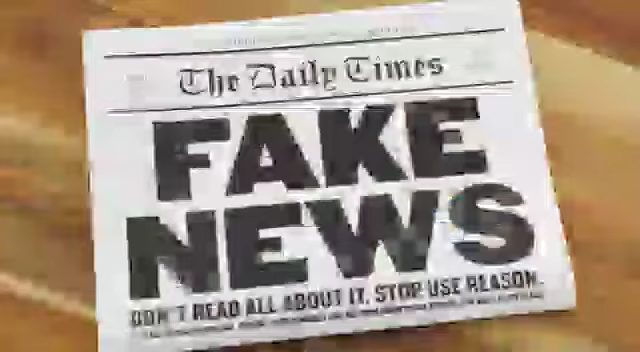 The Daily Times
FAKE
NEWS
DON'T READ ALL ABOUT IT. STOP. USE REASON.